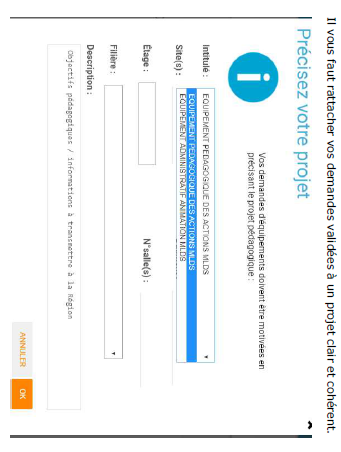 Il vous faut rattacher vos demandes validées à un projet clair et cohérent.
Précisez votre projet
Vos demandes d'équipements doivent être motivées en
précisant le projet pédagogique :
Intitulé :
EQUIPEMENT PEDAGOGIQUE DES ACTIONS MLDS
EQUIPEMENT PEDAGOGIQUE DES ACTIONS MLDS
EQUIPEMENT ADMINISTRATIF ANIMATION MLDS
Site(s) :
Étage :
N°salle(s) :
Filière :
Description :
Objectifs pédagogiques / informations à transmettre à la Région
ANNULER
OK